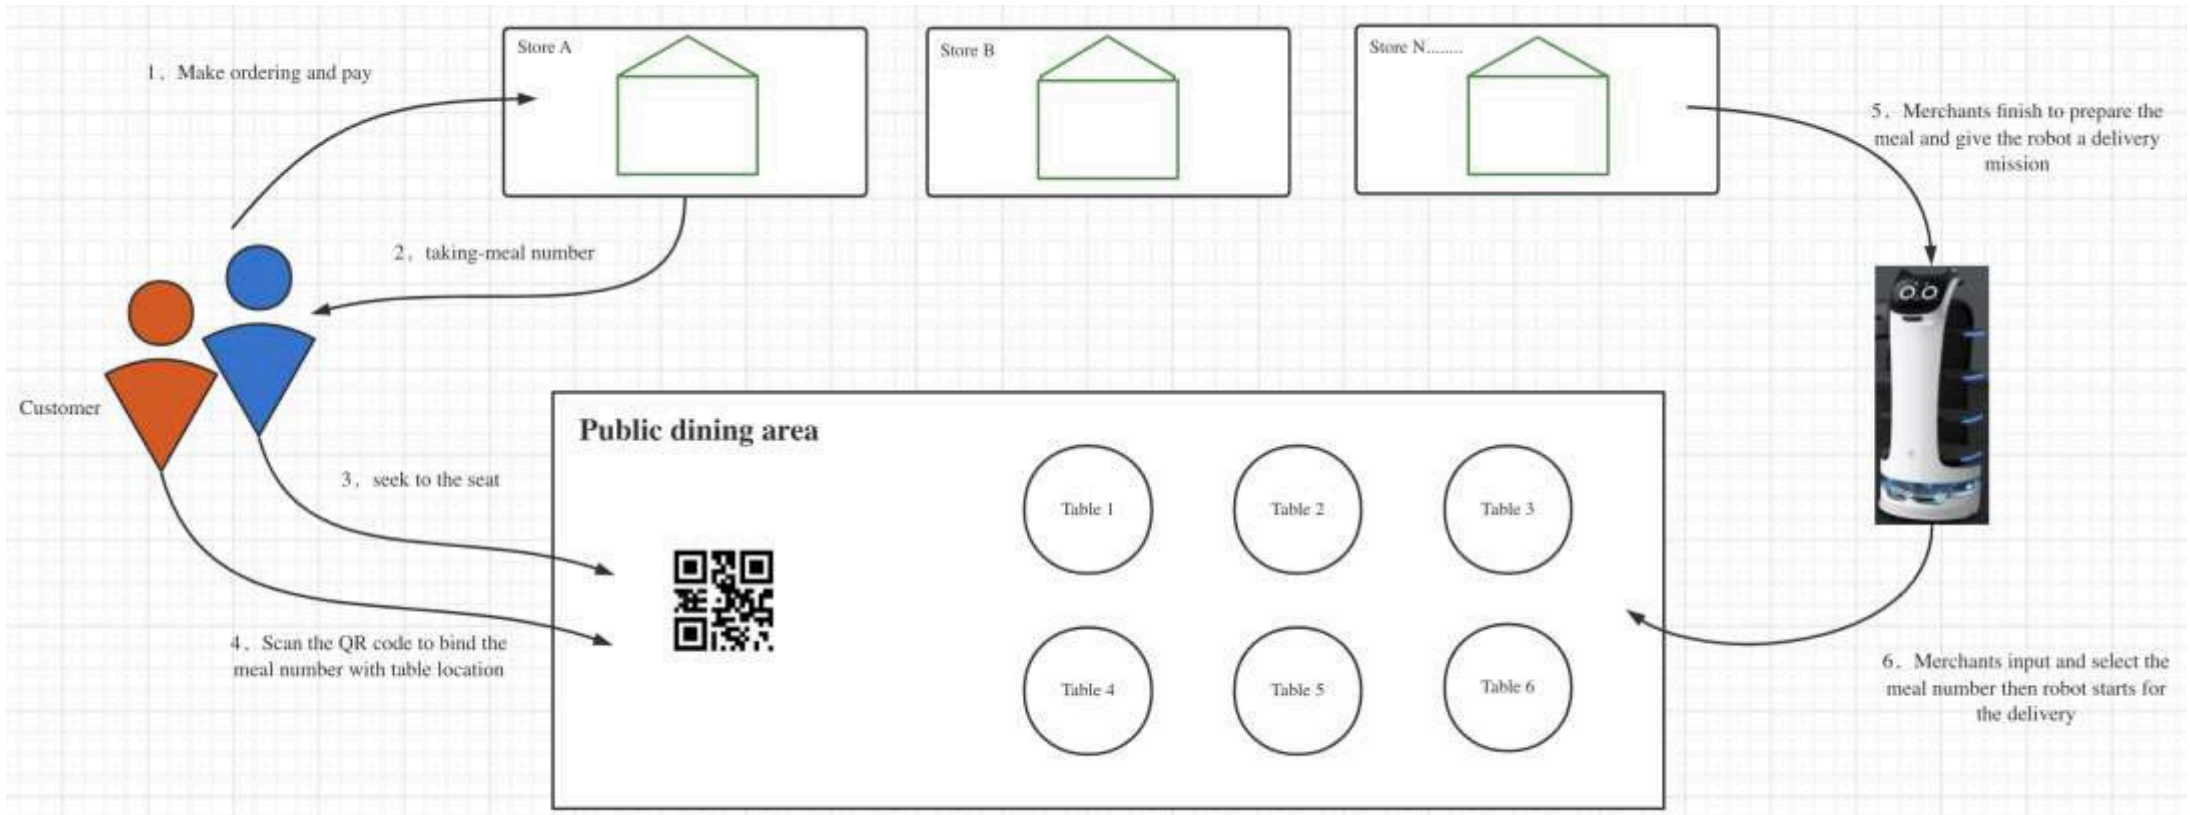 Store A
Store B
Store N........
1、Make ordering and pay
5、Merchants finish to prepare the
meal and give the robot a delivery
mission
2、taking-meal number
Customer
Public dining area
3、seek to the seat
Table 1
Table 2
Table 3
4、Scan the QR code to bind the
meal number with table location
Table 4
Table 5
Table 6
6、Merchants input and select the
meal number then robot starts for
the delivery